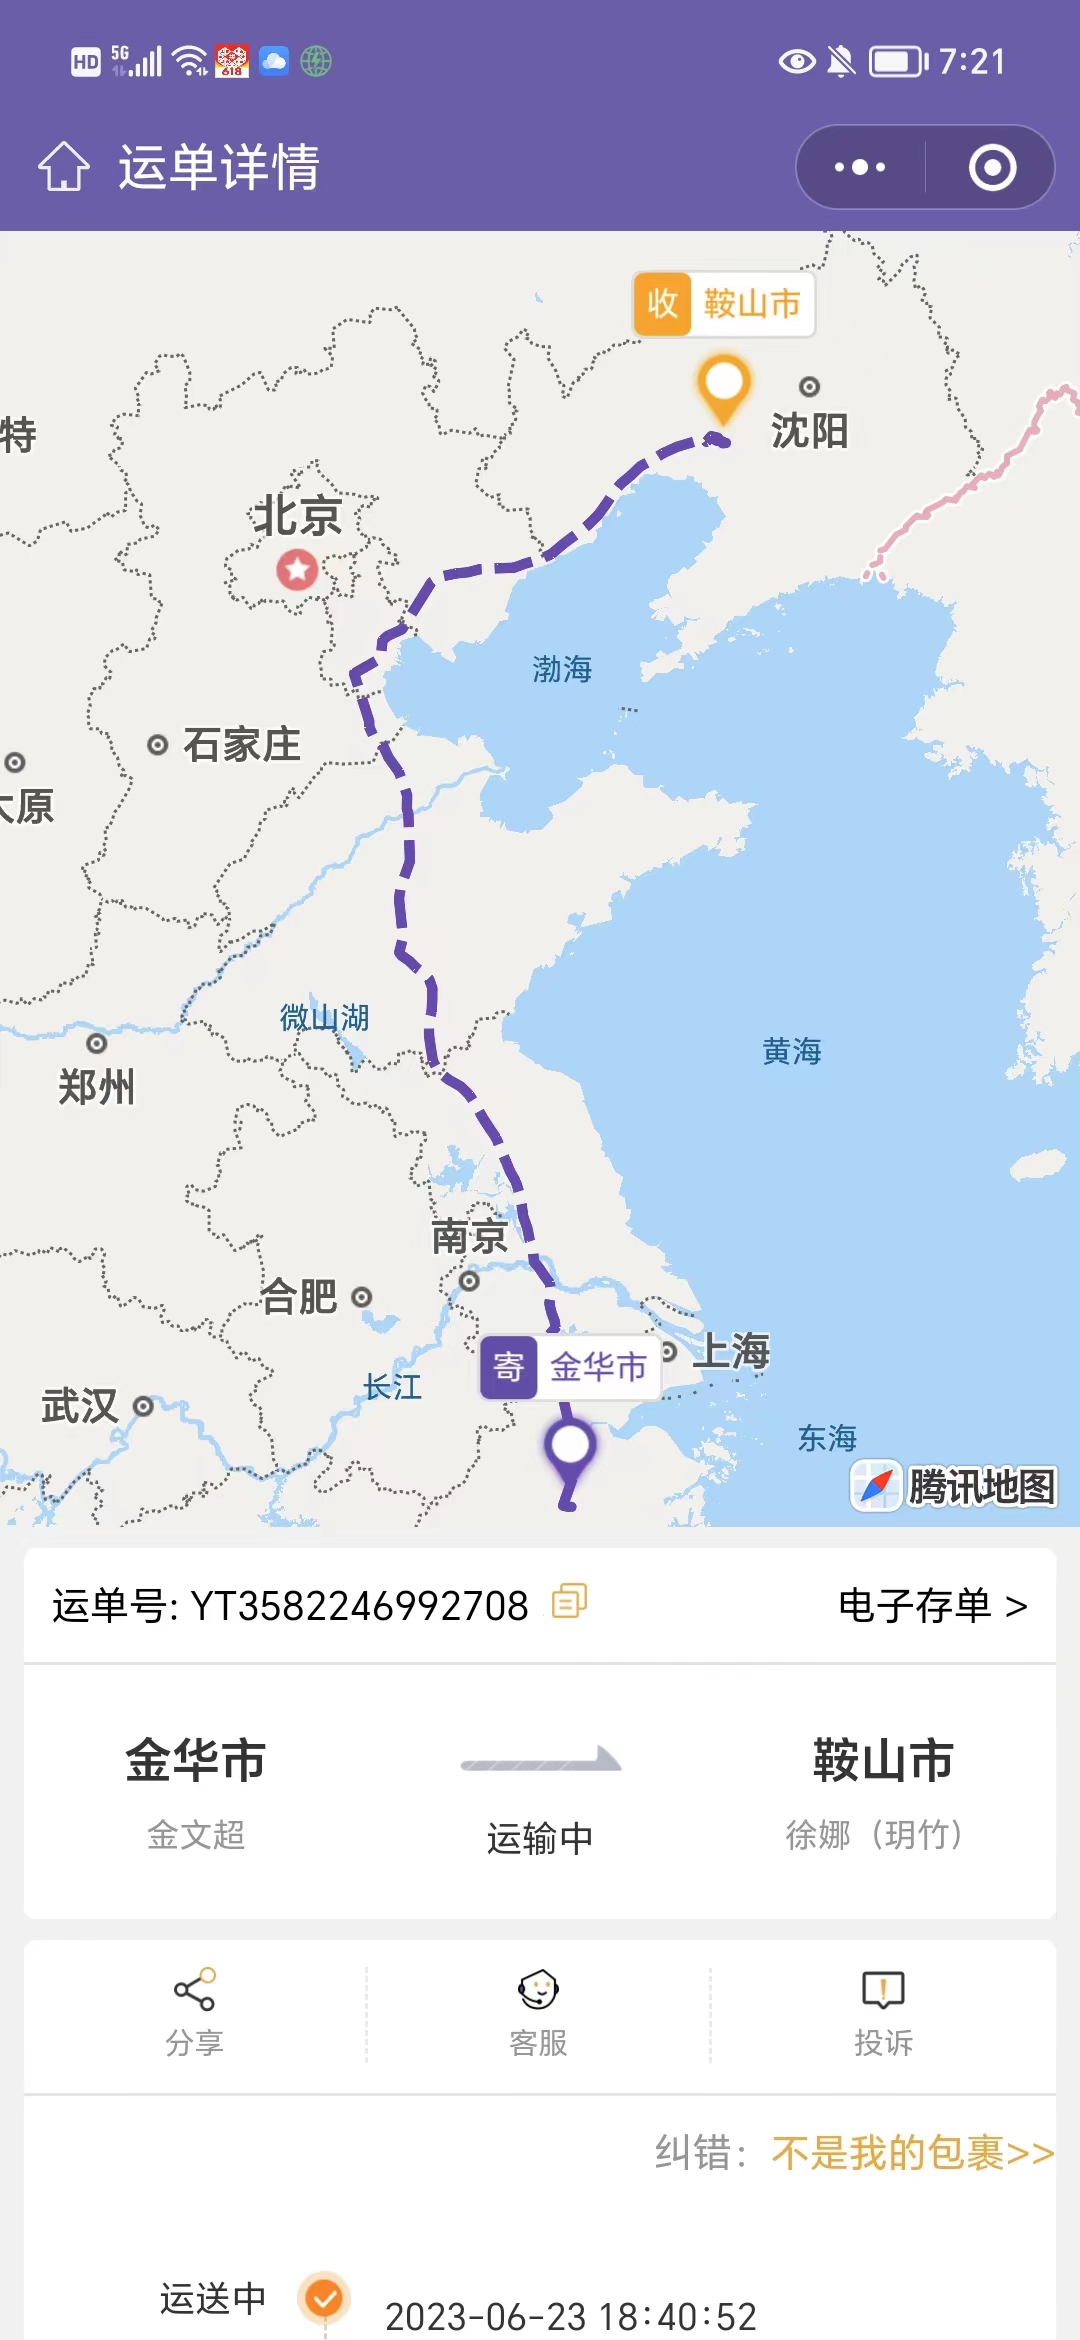 HD 5G 618 7:21
运单详情
收 鞍山市
沈阳
特
北京
渤海
石家庄
太原
微山湖
黄海
郑州
南京
合肥
上海
寄 金华市
长江
武汉
东海
腾讯地图
运单号: YT3582246992708 电子存单 >
金华市 鞍山市
金文超 运输中 徐娜（玥竹）
分享 客服 投诉
纠错： 不是我的包裹>>
运送中 2023-06-23 18:40:52